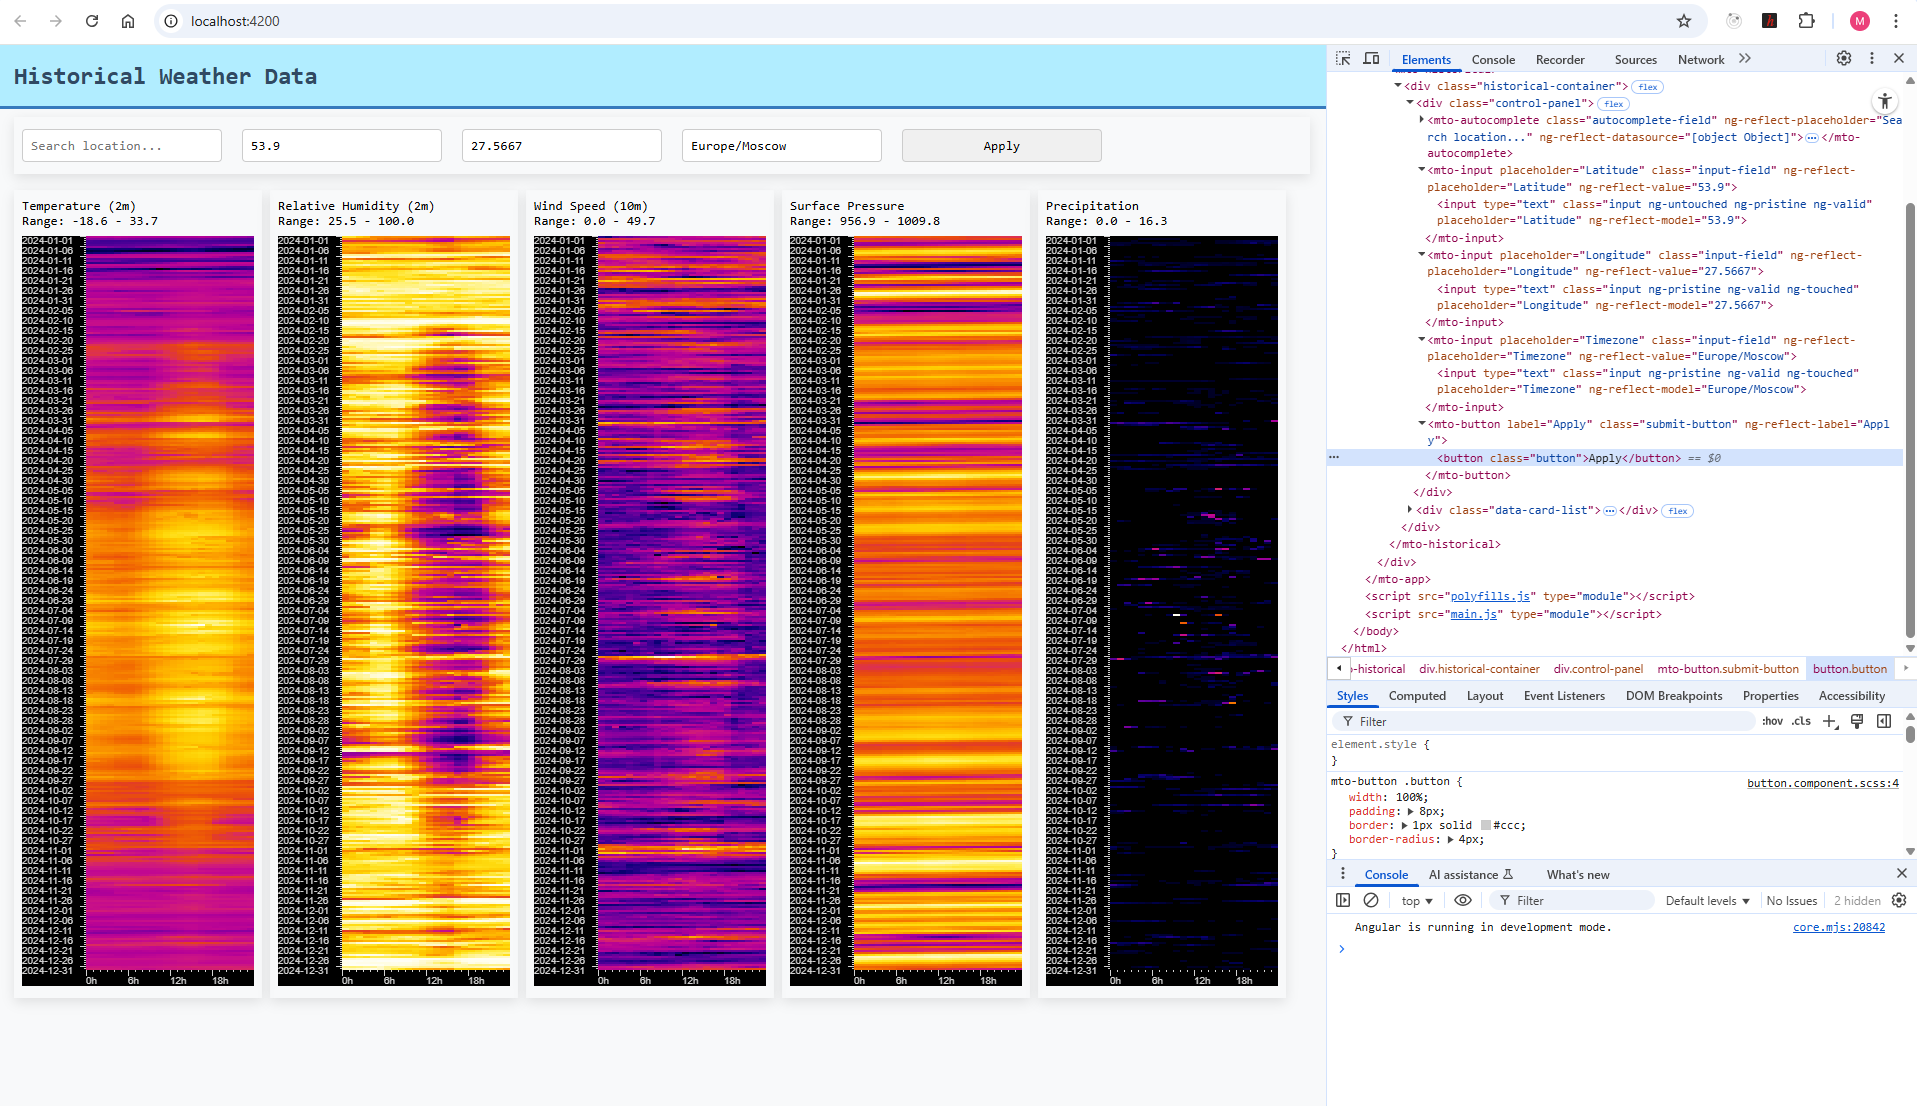 localhost:4200
M
Historical Weather Data
Search location...
53.9
27.5667
Europe/Moscow
Apply
Temperature (2m)
Range: -18.6 - 33.7
2024-01-01
2024-01-06
2024-01-11
2024-01-16
2024-01-21
2024-01-26
2024-01-31
2024-02-05
2024-02-10
2024-02-15
2024-02-20
2024-02-25
2024-03-01
2024-03-06
2024-03-11
2024-03-16
2024-03-21
2024-03-26
2024-03-31
2024-04-05
2024-04-10
2024-04-15
2024-04-20
2024-04-25
2024-04-30
2024-05-05
2024-05-10
2024-05-15
2024-05-20
2024-05-25
2024-05-30
2024-06-04
2024-06-09
2024-06-14
2024-06-19
2024-06-24
2024-06-29
2024-07-04
2024-07-09
2024-07-14
2024-07-19
2024-07-24
2024-07-29
2024-08-03
2024-08-08
2024-08-13
2024-08-18
2024-08-23
2024-08-28
2024-09-02
2024-09-07
2024-09-12
2024-09-17
2024-09-22
2024-09-27
2024-10-02
2024-10-07
2024-10-12
2024-10-17
2024-10-22
2024-10-27
2024-11-01
2024-11-06
2024-11-11
2024-11-16
2024-11-21
2024-11-26
2024-12-01
2024-12-06
2024-12-11
2024-12-16
2024-12-21
2024-12-26
2024-12-31
0h 6h 12h 18h
Relative Humidity (2m)
Range: 25.5 - 100.0
0h 6h 12h 18h
Wind Speed (10m)
Range: 0.0 - 49.7
0h 6h 12h 18h
Surface Pressure
Range: 956.9 - 1009.8
0h 6h 12h 18h
Precipitation
Range: 0.0 - 16.3
0h 6h 12h 18h
Elements Console Recorder Sources Network
<div class="historical-container"> flex
<div class="control-panel"> flex
<mto-autocomplete class="autocomplete-field" ng-reflect-placeholder="Sea
rch location..." ng-reflect-datasource="[object Object]"> </mto-
autocomplete>
<mto-input placeholder="Latitude" class="input-field" ng-reflect-
placeholder="Latitude" ng-reflect-value="53.9">
<input type="text" class="input ng-untouched ng-pristine ng-valid"
placeholder="Latitude" ng-reflect-model="53.9">
</mto-input>
<mto-input placeholder="Longitude" class="input-field" ng-reflect-
placeholder="Longitude" ng-reflect-value="27.5667">
<input type="text" class="input ng-pristine ng-valid ng-touched"
placeholder="Longitude" ng-reflect-model="27.5667">
</mto-input>
<mto-input placeholder="Timezone" class="input-field" ng-reflect-
placeholder="Timezone" ng-reflect-value="Europe/Moscow">
<input type="text" class="input ng-pristine ng-valid ng-touched"
placeholder="Timezone" ng-reflect-model="Europe/Moscow">
</mto-input>
<mto-button label="Apply" class="submit-button" ng-reflect-label="Appl
y">
<button class="button">Apply</button> == $0
</mto-button>
</div>
<div class="data-card-list"> </div> flex
</div>
</mto-historical>
</div>
</mto-app>
<script src="polyfills.js" type="module"></script>
<script src="main.js" type="module"></script>
</body>
</html>
o-historical div.historical-container div.control-panel mto-button.submit-button button.button
Styles Computed Layout Event Listeners DOM Breakpoints Properties Accessibility
Filter :hov .cls
element.style {
}
mto-button .button { button.component.scss:4
width: 100%;
padding: 8px;
border: 1px solid #ccc;
border-radius: 4px;
}
Console AI assistance What's new
top Filter Default levels No Issues 2 hidden
Angular is running in development mode. core.mjs:20842